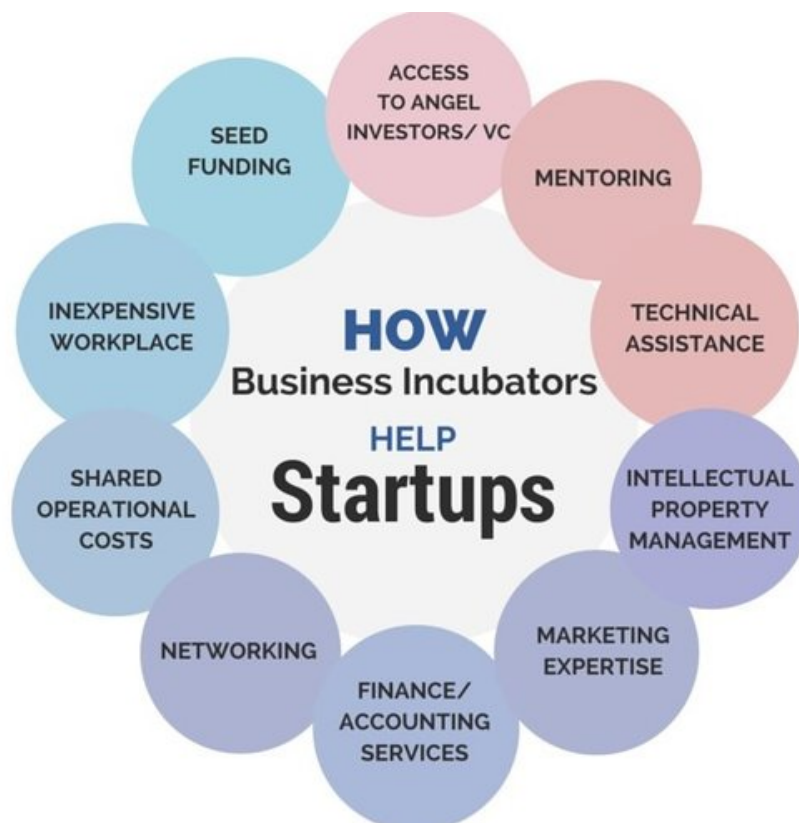 HOW
Business Incubators
HELP
Startups
ACCESS
TO ANGEL
INVESTORS/ VC
MENTORING
TECHNICAL
ASSISTANCE
INTELLECTUAL
PROPERTY
MANAGEMENT
MARKETING
EXPERTISE
FINANCE/
ACCOUNTING
SERVICES
NETWORKING
SHARED
OPERATIONAL
COSTS
INEXPENSIVE
WORKPLACE
SEED
FUNDING